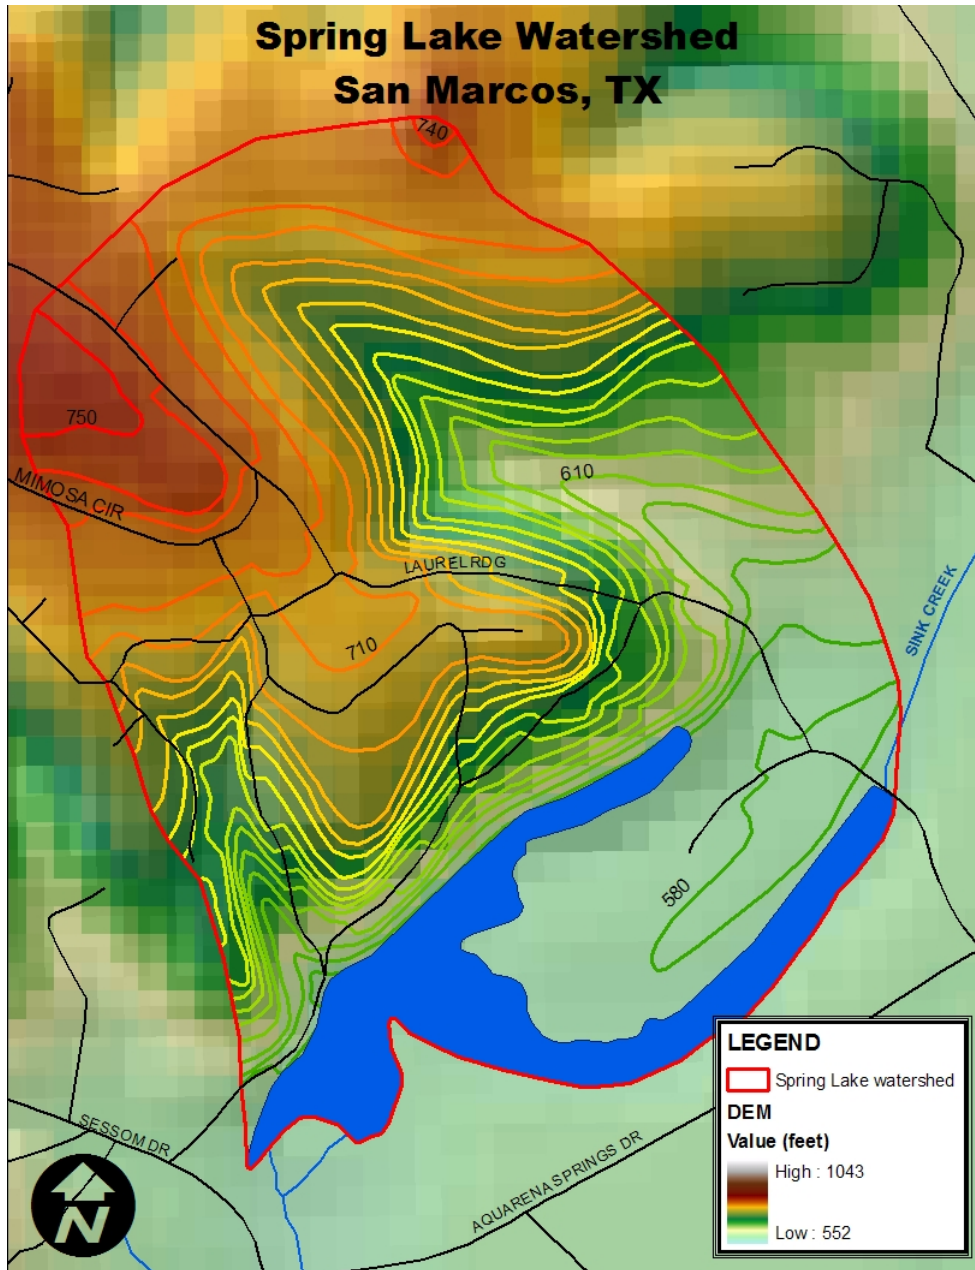 Spring Lake Watershed
San Marcos, TX
740
750
610
MIMOSA CIR
LAUREL RDG
SINK CREEK
710
580
SESSOM DR
AQUARENA SPRINGS DR
N
LEGEND
Spring Lake watershed
DEM
Value (feet)
High : 1043
Low : 552